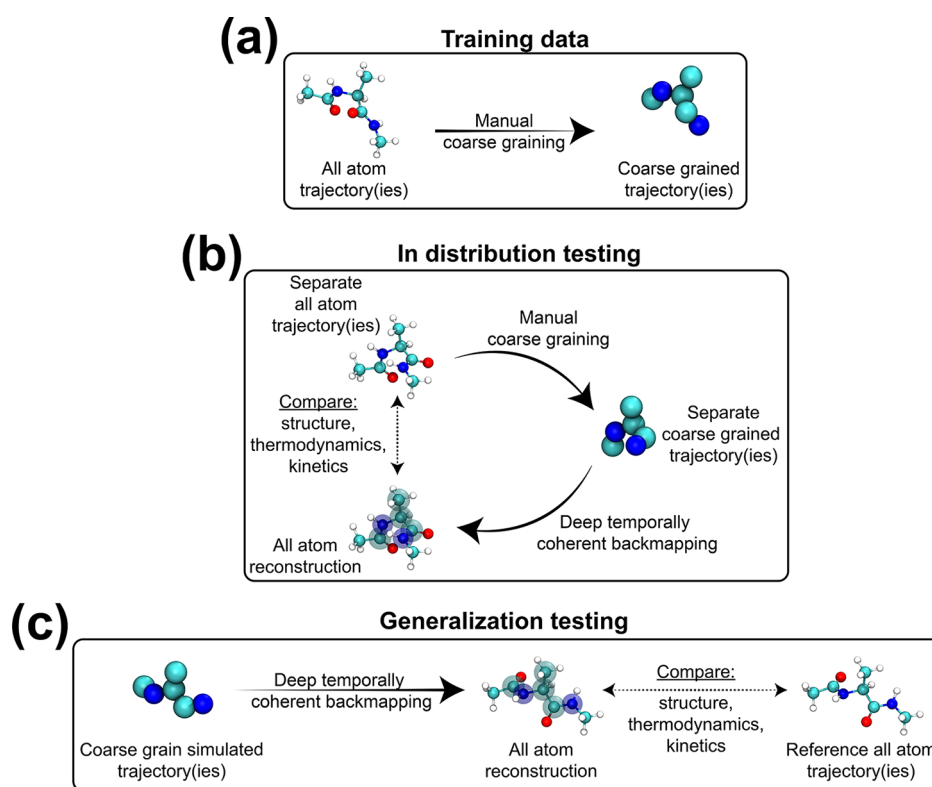 (a)
Training data
Manual
coarse graining
All atom
trajectory(ies)
Coarse grained
trajectory(ies)
(b)
In distribution testing
Separate
all atom
trajectory(ies)
Manual
coarse graining
Compare:
structure,
thermodynamics,
kinetics
Separate
coarse grained
trajectory(ies)
Deep temporally
coherent backmapping
All atom
reconstruction
(c)
Generalization testing
Deep temporally
coherent backmapping
Compare:
structure,
thermodynamics,
kinetics
Coarse grain simulated
trajectory(ies)
All atom
reconstruction
Reference all atom
trajectory(ies)